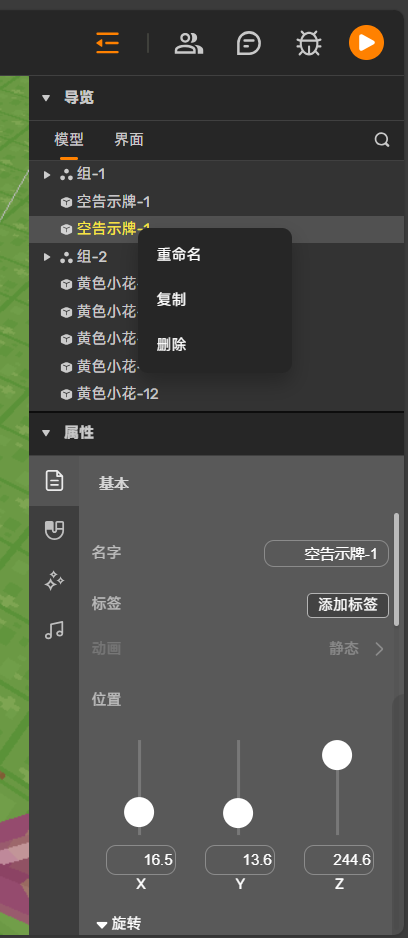 导览
模型 界面
组-1
空告示牌-1
空告示牌-1
重命名
组-2
黄色小花
复制
黄色小花
黄色小花
删除
黄色小花
黄色小花-12
属性
基本
名字 空告示牌-1
标签 添加标签
动画 静态
位置
16.5 13.6 244.6
X Y Z
旋转